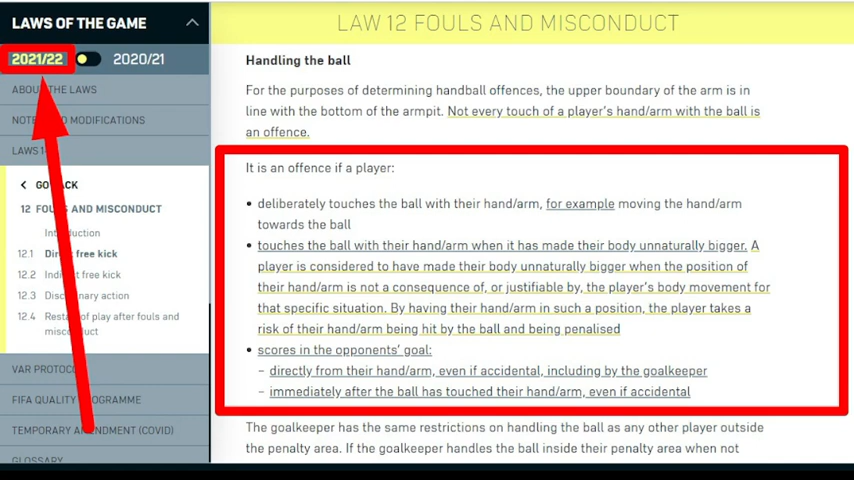 LAWS OF THE GAME
2021/22 2020/21
ABOUT THE LAWS
NOTES TO MODIFICATIONS
LAWS
GO BACK
12 FOULS AND MISCONDUCT
Introduction
12.1 Direct free kick
12.2 Indirect free kick
12.3 Disciplinary action
12.4 Restart of play after fouls and
misconduct
VAR PROTOCOL
FIFA QUALITY PROGRAMME
TEMPORARY AMENDMENT (COVID)
GLOSSARY
LAW 12 FOULS AND MISCONDUCT
Handling the ball
For the purposes of determining handball offences, the upper boundary of the arm is in
line with the bottom of the armpit. Not every touch of a player's hand/arm with the ball is
an offence.
It is an offence if a player:
• deliberately touches the ball with their hand/arm, for example moving the hand/arm
towards the ball
• touches the ball with their hand/arm when it has made their body unnaturally bigger. A
player is considered to have made their body unnaturally bigger when the position of
their hand/arm is not a consequence of, or justifiable by, the player's body movement for
that specific situation. By having their hand/arm in such a position, the player takes a
risk of their hand/arm being hit by the ball and being penalised
• scores in the opponents' goal:
– directly from their hand/arm, even if accidental, including by the goalkeeper
– immediately after the ball has touched their hand/arm, even if accidental
The goalkeeper has the same restrictions on handling the ball as any other player outside
the penalty area. If the goalkeeper handles the ball inside their penalty area when not